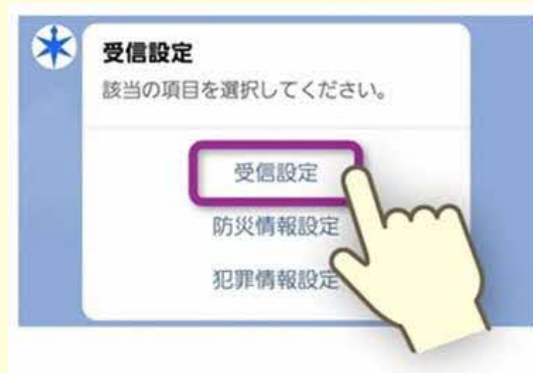 受信設定
該当の項目を選択してください。
受信設定
防災情報設定
犯罪情報設定